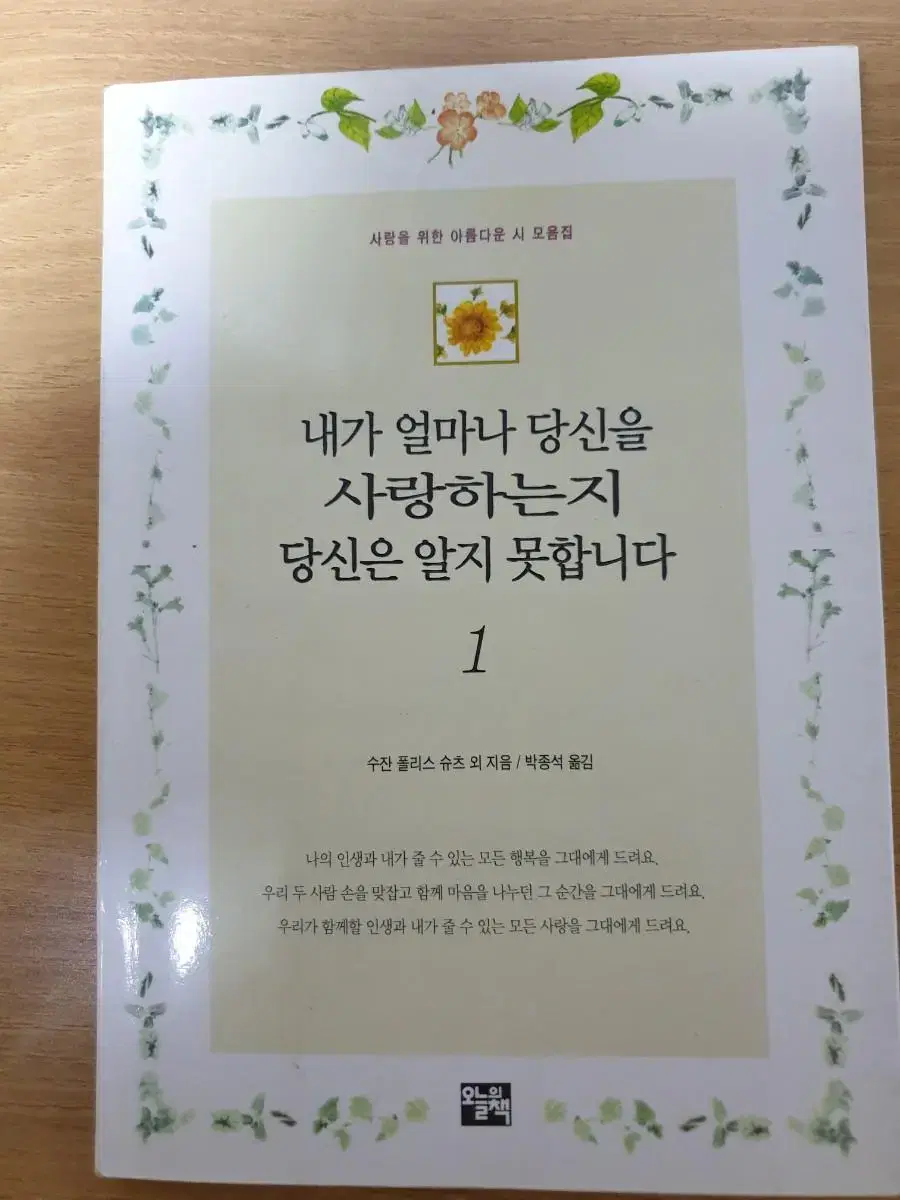 사랑을 위한 아름다운 시 모음집
내가 얼마나 당신을
사랑하는지
당신은 알지 못합니다
1
수잔 폴리스 슈츠 외 지음 / 박종석 옮김
나의 인생과 내가 줄 수 있는 모든 행복을 그대에게 드려요.
우리 두 사람 손을 맞잡고 함께 마음을 나누던 그 순간을 그대에게 드려요.
우리가 함께할 인생과 내가 줄 수 있는 모든 사랑을 그대에게 드려요.
오늘의책